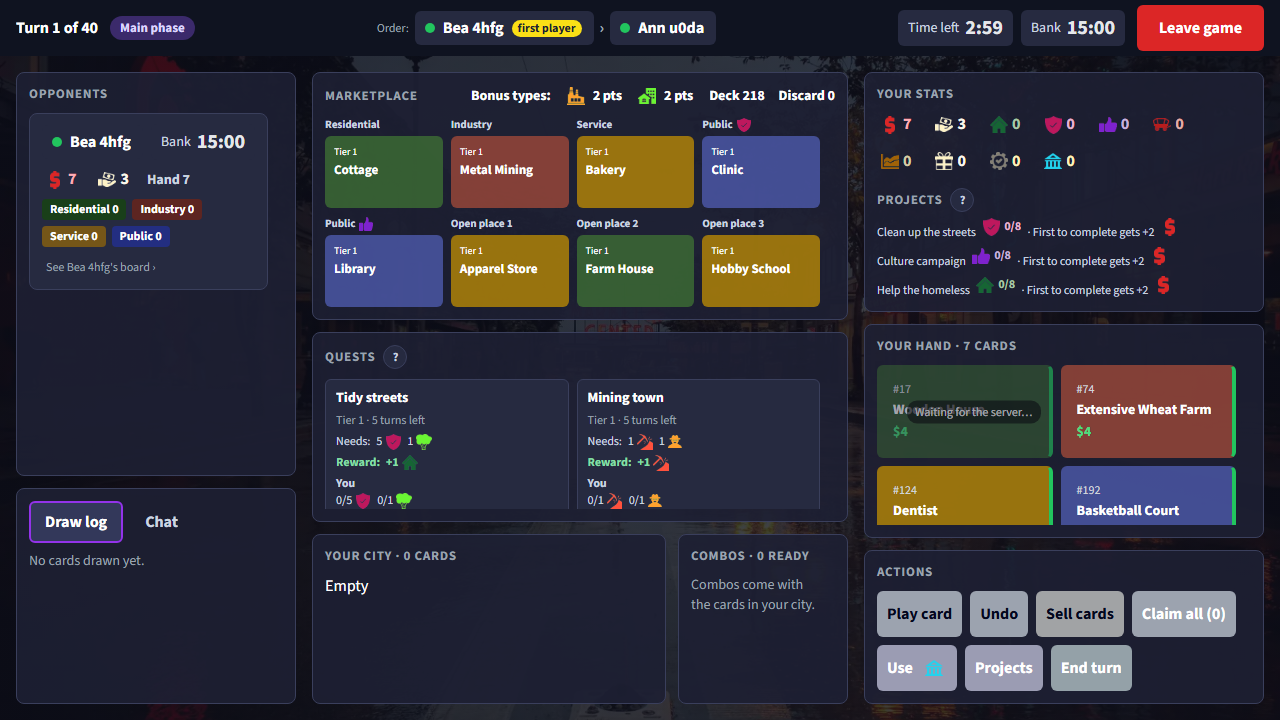 Turn 1 of 40 Main phase Order: Bea 4hfg first player › Ann u0da Time left 2:59 Bank 15:00 Leave game
OPPONENTS
Bea 4hfg Bank 15:00
7 3 Hand 7
Residential 0 Industry 0
Service 0 Public 0
See Bea 4hfg's board ›
Draw log Chat
No cards drawn yet.
MARKETPLACE Bonus types: 2 pts 2 pts Deck 218 Discard 0
Residential Industry Service Public
Tier 1 Tier 1 Tier 1 Tier 1
Cottage Metal Mining Bakery Clinic
Public Open place 1 Open place 2 Open place 3
Tier 1 Tier 1 Tier 1 Tier 1
Library Apparel Store Farm House Hobby School
QUESTS ?
Tidy streets
Tier 1 · 5 turns left
Needs: 5 1
Reward: +1
You
0/5 0/1
Mining town
Tier 1 · 5 turns left
Needs: 1 1
Reward: +1
You
0/1 0/1
YOUR CITY · 0 CARDS
Empty
COMBOS · 0 READY
Combos come with
the cards in your city.
YOUR STATS
$ 7 3 0 0 0 0
0 0 0 0
PROJECTS ?
Clean up the streets 0/8 · First to complete gets +2 $
Culture campaign 0/8 · First to complete gets +2 $
Help the homeless 0/8 · First to complete gets +2 $
YOUR HAND · 7 CARDS
#17
Waiting for the server…
$4
#74
Extensive Wheat Farm
$4
#124
Dentist
#192
Basketball Court
ACTIONS
Play card Undo Sell cards Claim all (0)
Use Projects End turn